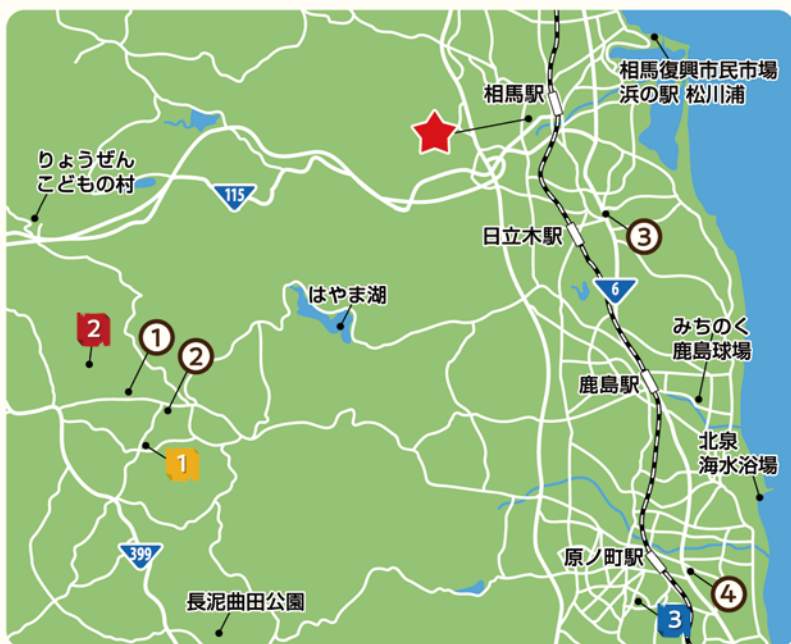 相馬復興市民市場
浜の駅 松川浦
相馬駅
りょうぜん
こどもの村
115
日立木駅
③
6
はやま湖
みちのく
鹿島球場
2
①
②
鹿島駅
北泉
海水浴場
1
399
原ノ町駅
④
長泥曲田公園
3